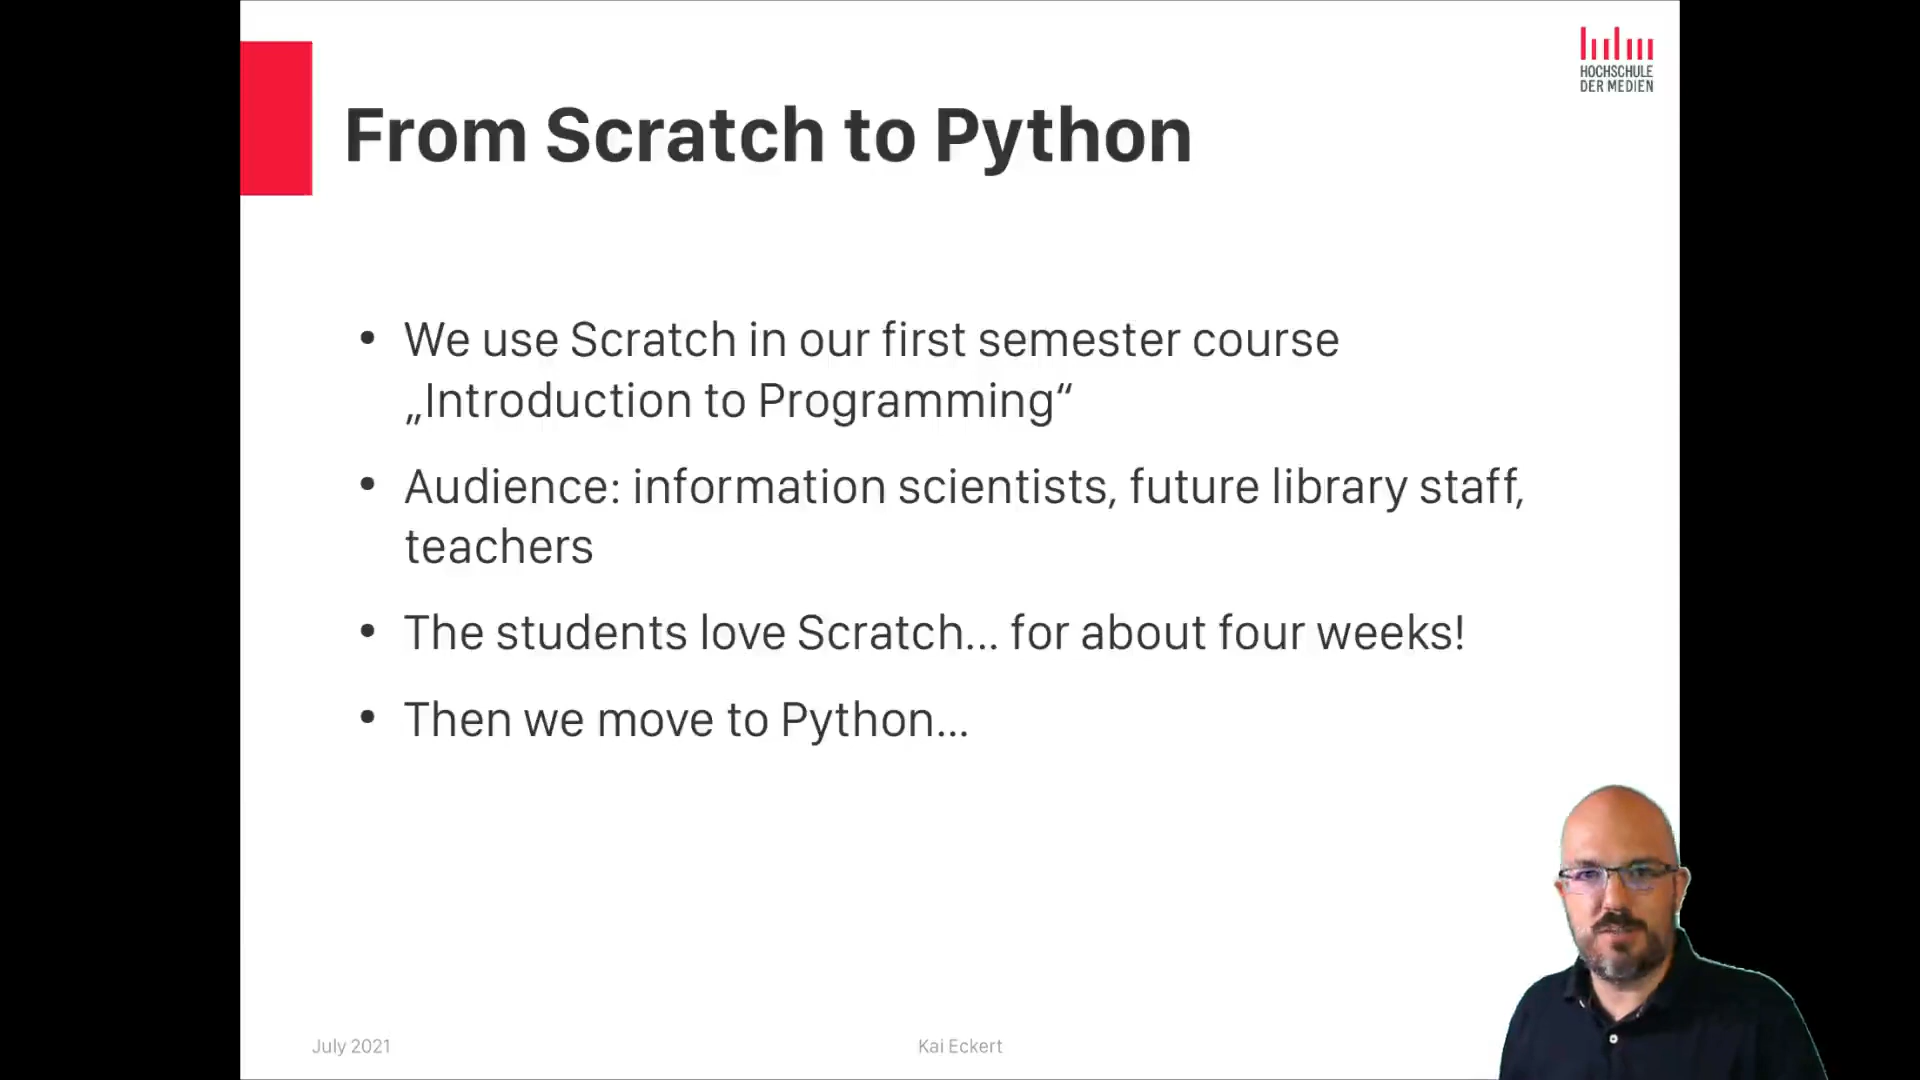 HOCHSCHULE
DER MEDIEN
From Scratch to Python
• We use Scratch in our first semester course
„Introduction to Programming“
• Audience: information scientists, future library staff,
teachers
• The students love Scratch... for about four weeks!
• Then we move to Python...
July 2021
Kai Eckert